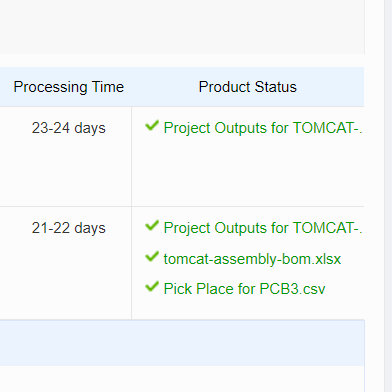 Processing Time Product Status
23-24 days Project Outputs for TOMCAT-.
21-22 days Project Outputs for TOMCAT-.
tomcat-assembly-bom.xlsx
Pick Place for PCB3.csv